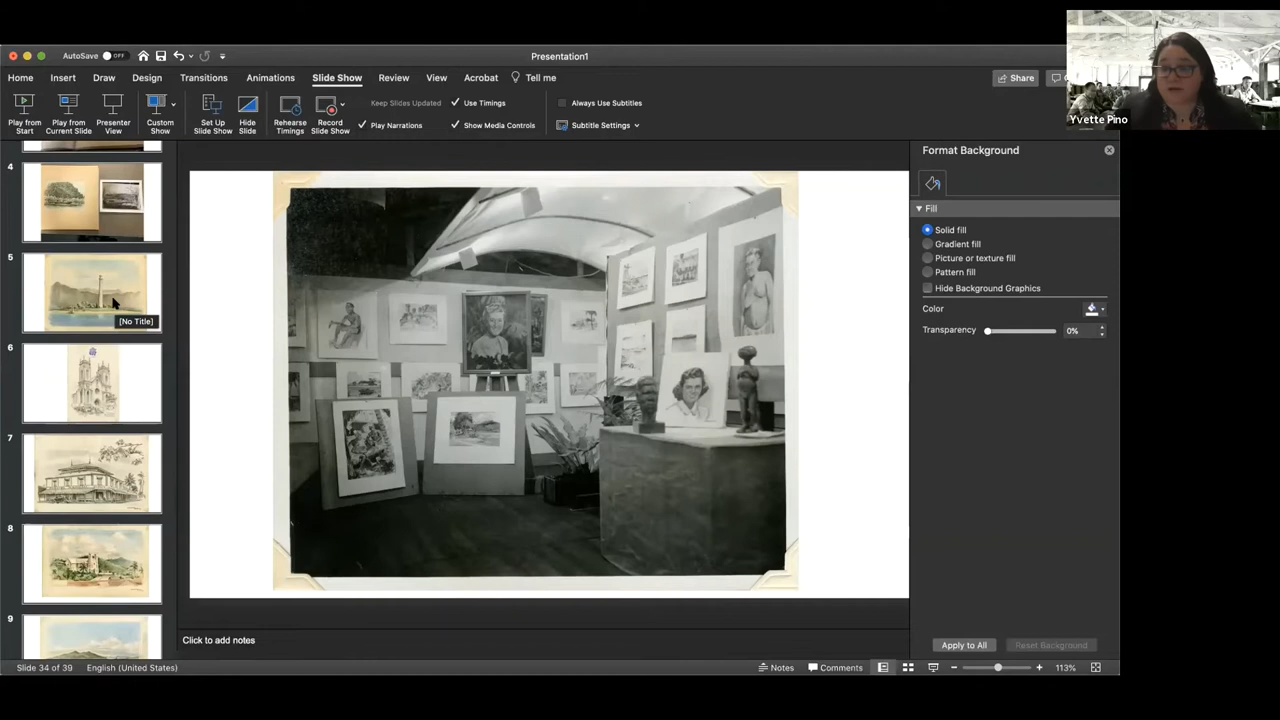 AutoSave OFF
Presentation1
Home Insert Draw Design Transitions Animations Slide Show Review View Acrobat Tell me
Share
Play from Start
Play from Current Slide
Presenter View
Custom Show
Set Up Slide Show
Hide Slide
Rehearse Timings
Record Slide Show
Keep Slides Updated
Use Timings
Play Narrations
Show Media Controls
Always Use Subtitles
Subtitle Settings
Yvette Pino
4
5
[No Title]
6
7
8
9
Format Background
Fill
Solid fill
Gradient fill
Picture or texture fill
Pattern fill
Hide Background Graphics
Color
Transparency 0%
Apply to All
Reset Background
Click to add notes
Slide 34 of 39 English (United States)
Notes Comments 113%